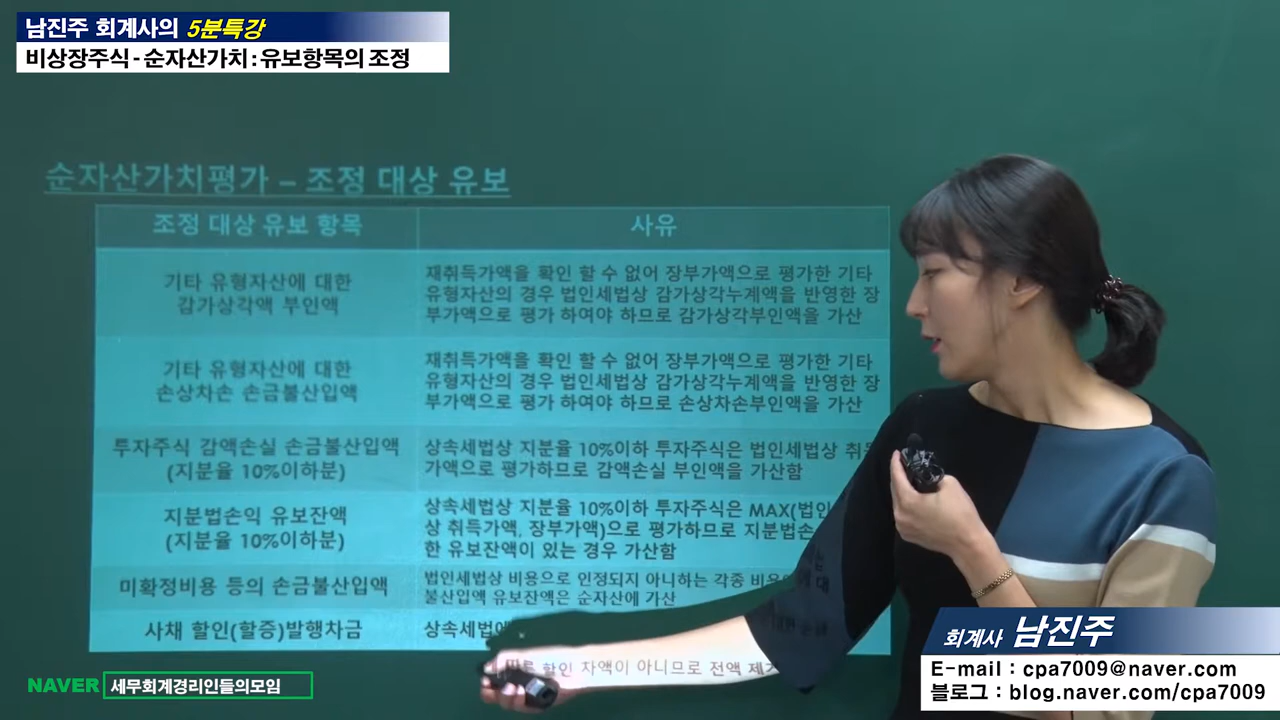 남진주 회계사의 5분특강
비상장주식 - 순자산가치 : 유보항목의 조정
순자산가치평가 – 조정 대상 유보
조정 대상 유보 항목
사유
기타 유형자산에 대한
감가상각액 부인액
재취득가액을 확인 할 수 없어 장부가액으로 평가한 기타
유형자산의 경우 법인세법상 감가상각누계액을 반영한 장
부가액으로 평가 하여야 하므로 감가상각부인액을 가산
기타 유형자산에 대한
손상차손 손금불산입액
재취득가액을 확인 할 수 없어 장부가액으로 평가한 기타
유형자산의 경우 법인세법상 감가상각누계액을 반영한 장
부가액으로 평가 하여야 하므로 손상차손부인액을 가산
투자주식 감액손실 손금불산입액
(지분율 10%이하분)
상속세법상 지분율 10%이하 투자주식은 법인세법상
가액으로 평가하므로 감액손실 부인액을 가산함
지분법손익 유보잔액
(지분율 10%이하분)
상속세법상 지분율 10%이하 투자주식은 MAX(법인
상 취득가액, 장부가액)으로 평가하므로 지분법손
한 유보잔액이 있는 경우 가산함
미확정비용 등의 손금불산입액
법인세법상 비용으로 인정되지 아니하는 각종 대
불산입액 유보잔액은 순자산에 가산
사채 할인(할증)발행차금
상속세법
할인 차액이 아니므로 전액
NAVER 세무회계경리인들의모임
회계사 남진주
E-mail : cpa7009@naver.com
블로그 : blog.naver.com/cpa7009